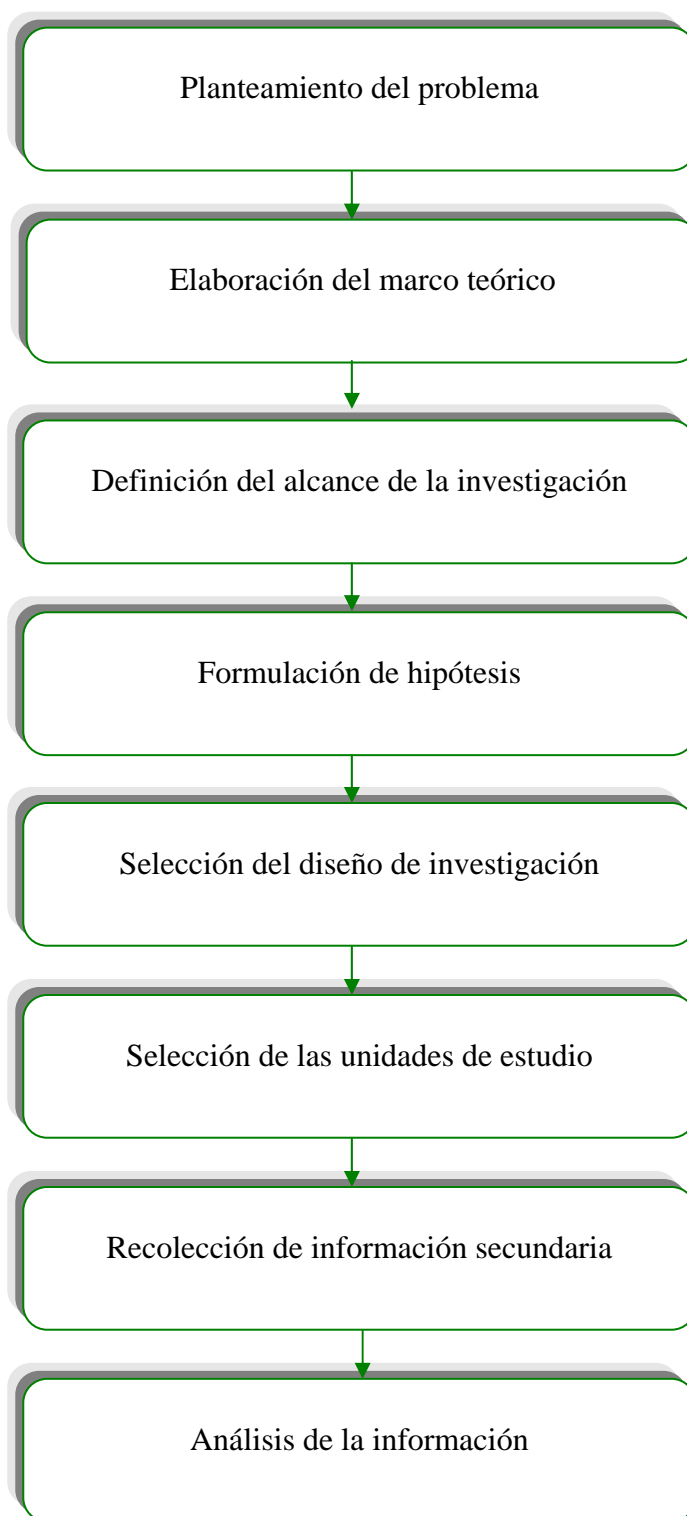 Planteamiento del problema
Elaboración del marco teórico
Definición del alcance de la investigación
Formulación de hipótesis
Selección del diseño de investigación
Selección de las unidades de estudio
Recolección de información secundaria
Análisis de la información